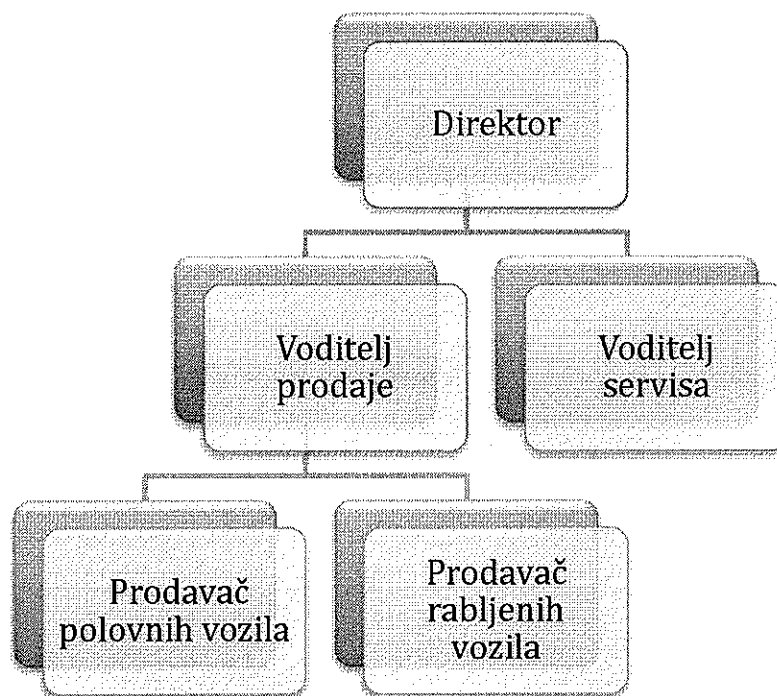 Direktor
Voditelj
prodaje
Voditelj
servisa
Prodavač
polovnih vozila
Prodavač
rabljenih
vozila